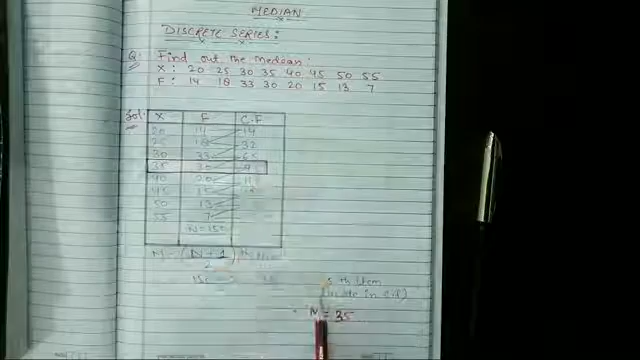 MEDIAN
DISCRETE SERIES:
Q: Find out the median:
X: 20 25 30 35 40 45 50 55
F: 14 18 33 30 20 15 13 7
Sol:
X F C.F
20 14 14
25 18 32
30 33 65
35 30 95
40 20
45 15
50 13
55 7
N=150
M = (N+1)th
2
th item
in c.f)
M = 35